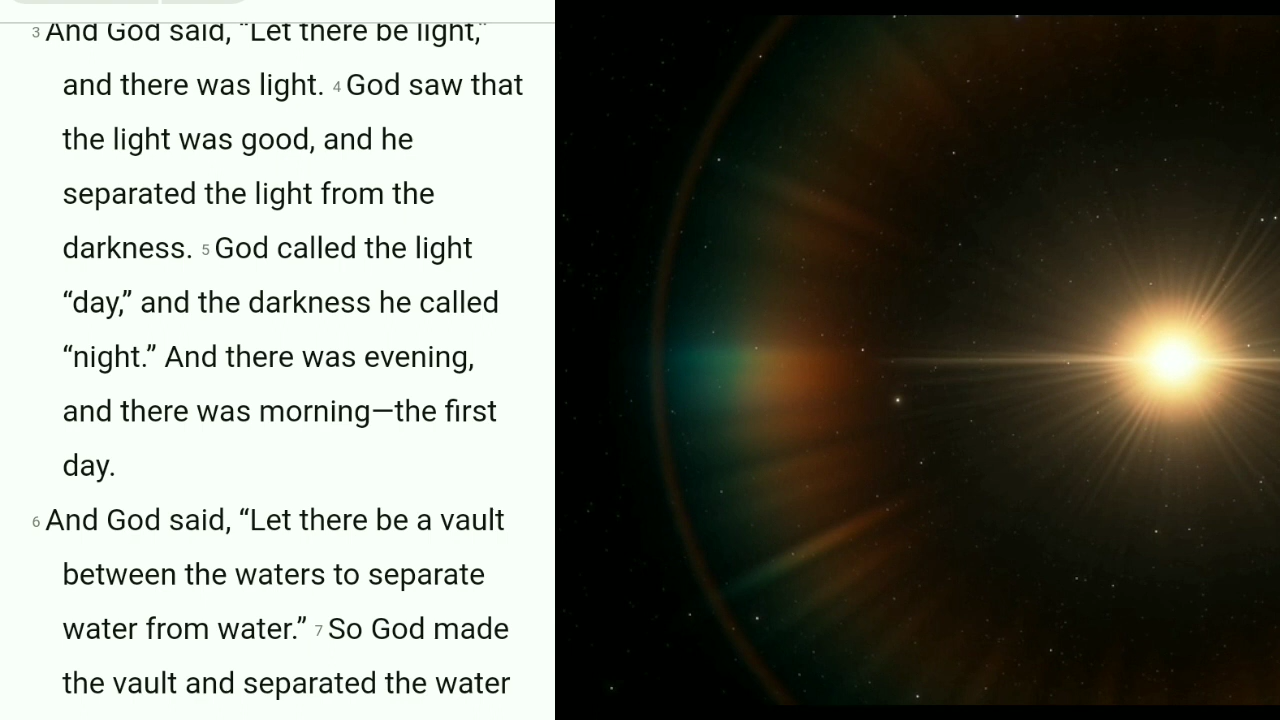 3 And God said, “Let there be light,”
and there was light. 4 God saw that
the light was good, and he
separated the light from the
darkness. 5 God called the light
“day,” and the darkness he called
“night.” And there was evening,
and there was morning—the first
day.
6 And God said, “Let there be a vault
between the waters to separate
water from water.” 7 So God made
the vault and separated the water